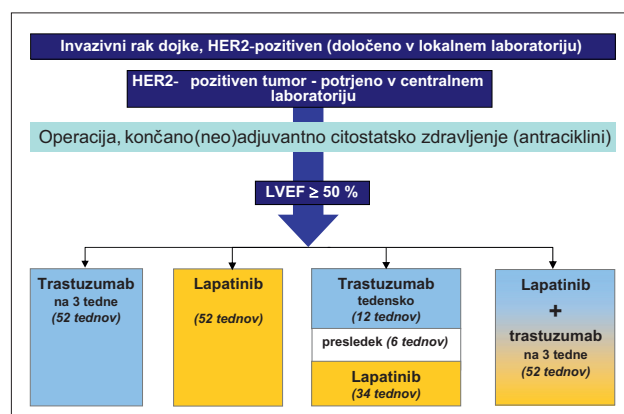 Invazivni rak dojke, HER2-pozitiven (določeno v lokalnem laboratoriju)
HER2- pozitiven tumor - potrjeno v centralnem
laboratoriju
Operacija, končano(neo)adjuvantno citostatsko zdravljenje (antraciklini)
LVEF ≥ 50 %
Trastuzumab
na 3 tedne
(52 tednov)
Lapatinib
(52 tednov)
Trastuzumab
tedensko
(12 tednov)
presledek (6 tednov)
Lapatinib
(34 tednov)
Lapatinib
+
trastuzumab
na 3 tedne
(52 tednov)